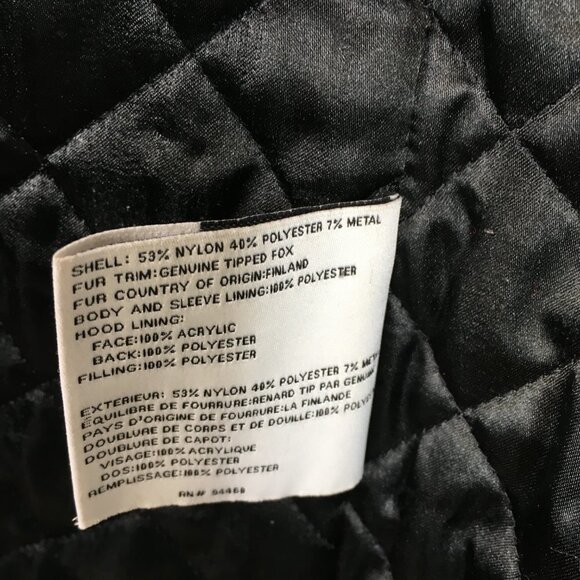 SHELL: 53% NYLON 40% POLYESTER 7% METAL
FUR TRIM:GENUINE TIPPED FOX
FUR COUNTRY OF ORIGIN:FINLAND
BODY AND SLEEVE LINING:100% POLYESTER
HOOD LINING:
FACE:100% ACRYLIC
BACK:100% POLYESTER
FILLING:100% POLYESTER
EXTERIEUR: 53% NYLON 40% POLYESTER 7%
EQUILIBRE DE FOURRURE:RENARD TIP PAR
PAYS D'ORIGINE DE FOURRURE:LA FINLANDE
DOUBLURE DE CORPS ET DE DOUILLE:100%
DOUBLURE DE CAPOT:
VISAGE:100% ACRYLIQUE
DOS:100% POLYESTER
REMPLISSAGE:100% POLYESTER
RN#